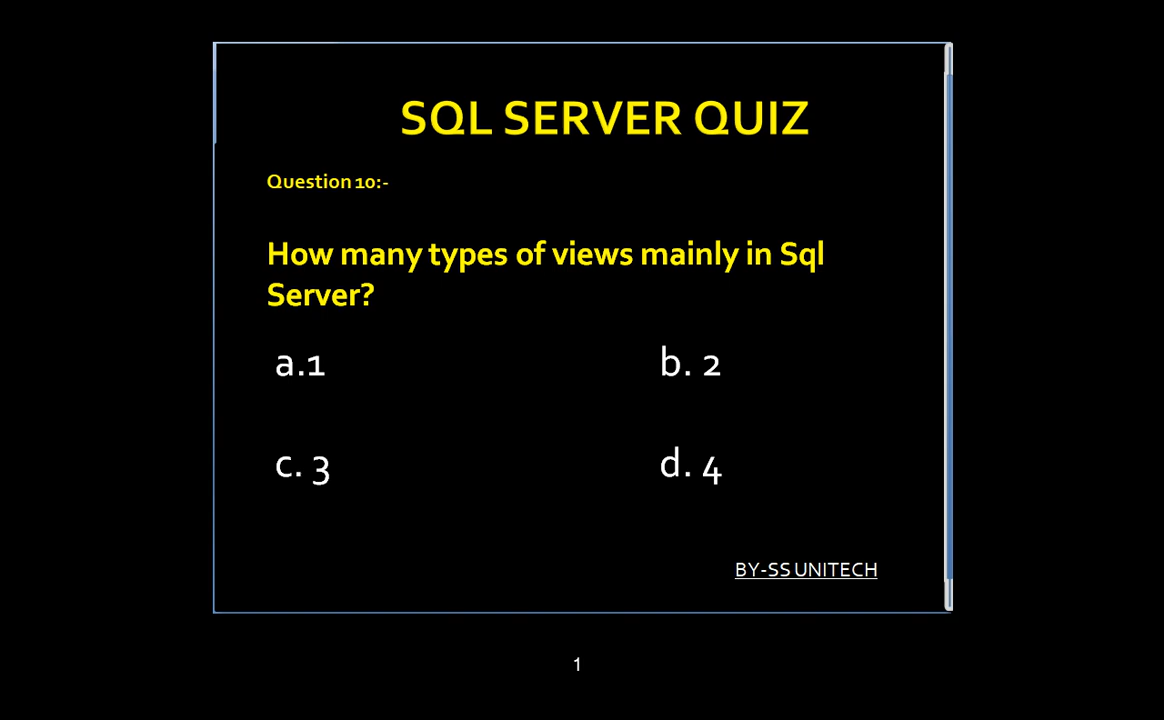 SQL SERVER QUIZ
Question 10:-
How many types of views mainly in Sql
Server?
a.1 b. 2
c. 3 d. 4
BY-SS UNITECH
1